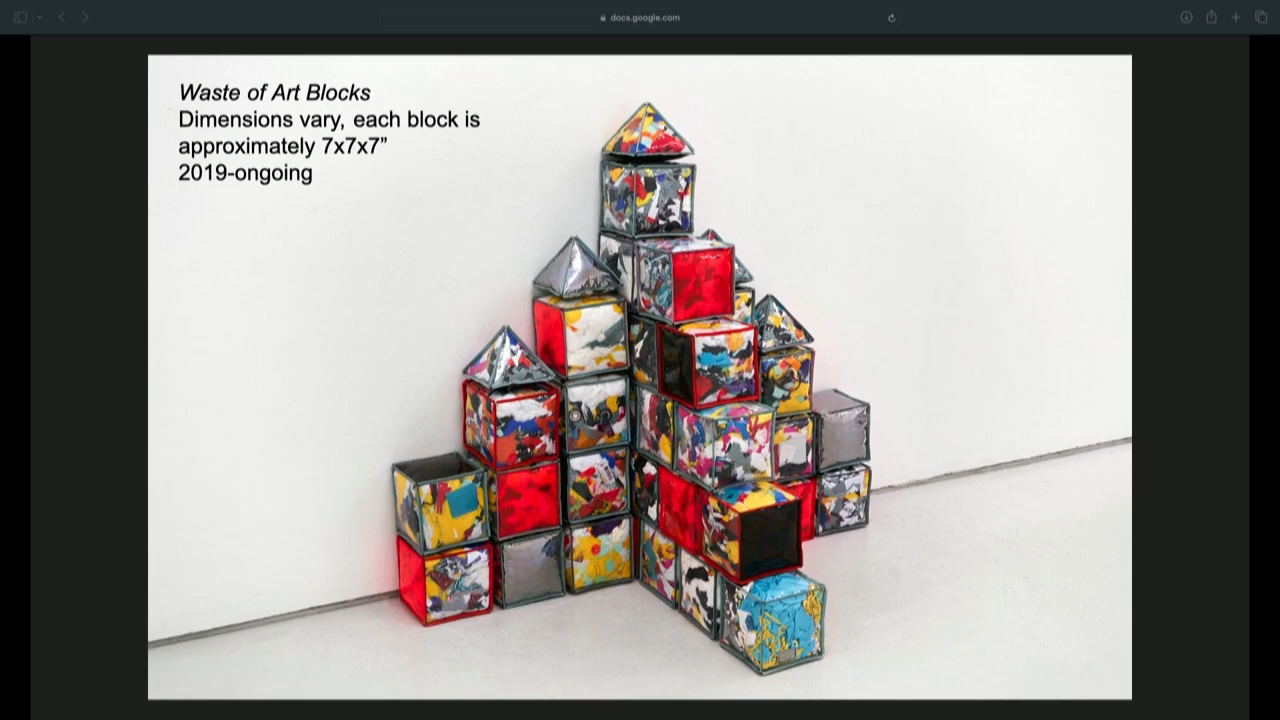 docs.google.com
Waste of Art Blocks
Dimensions vary, each block is
approximately 7x7x7”
2019-ongoing